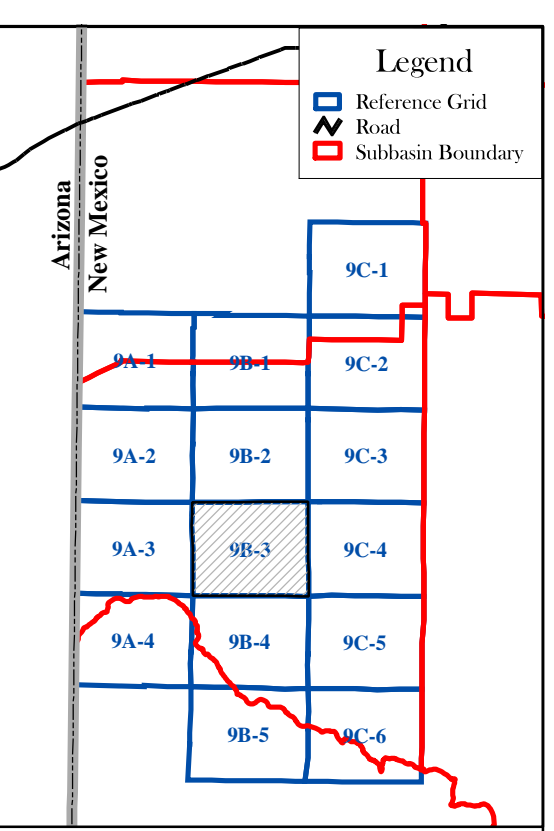 Legend
Reference Grid
Road
Subbasin Boundary
Arizona
New Mexico
9C-1
9A-1 9B-1 9C-2
9A-2 9B-2 9C-3
9A-3 9B-3 9C-4
9A-4 9B-4 9C-5
9B-5 9C-6